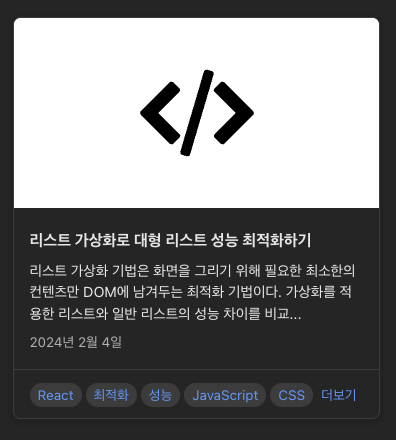 리스트 가상화로 대형 리스트 성능 최적화하기
리스트 가상화 기법은 화면을 그리기 위해 필요한 최소한의
컨텐츠만 DOM에 남겨두는 최적화 기법이다. 가상화를 적
용한 리스트와 일반 리스트의 성능 차이를 비교...
2024년 2월 4일
React 최적화 성능 JavaScript CSS 더보기